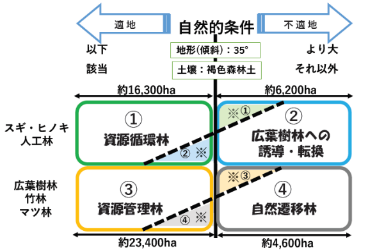 適地
自然的条件
不適地
以下
地形(傾斜)：35°
より大
該当
土壌：褐色森林土
それ以外
約16,300ha
約6,200ha
スギ・ヒノキ
人工林
①
資源循環林
②※
※①
②
広葉樹林への
誘導・転換
広葉樹林
竹林
マツ林
③
資源管理林
④※
※③
④
自然遷移林
約23,400ha
約4,600ha